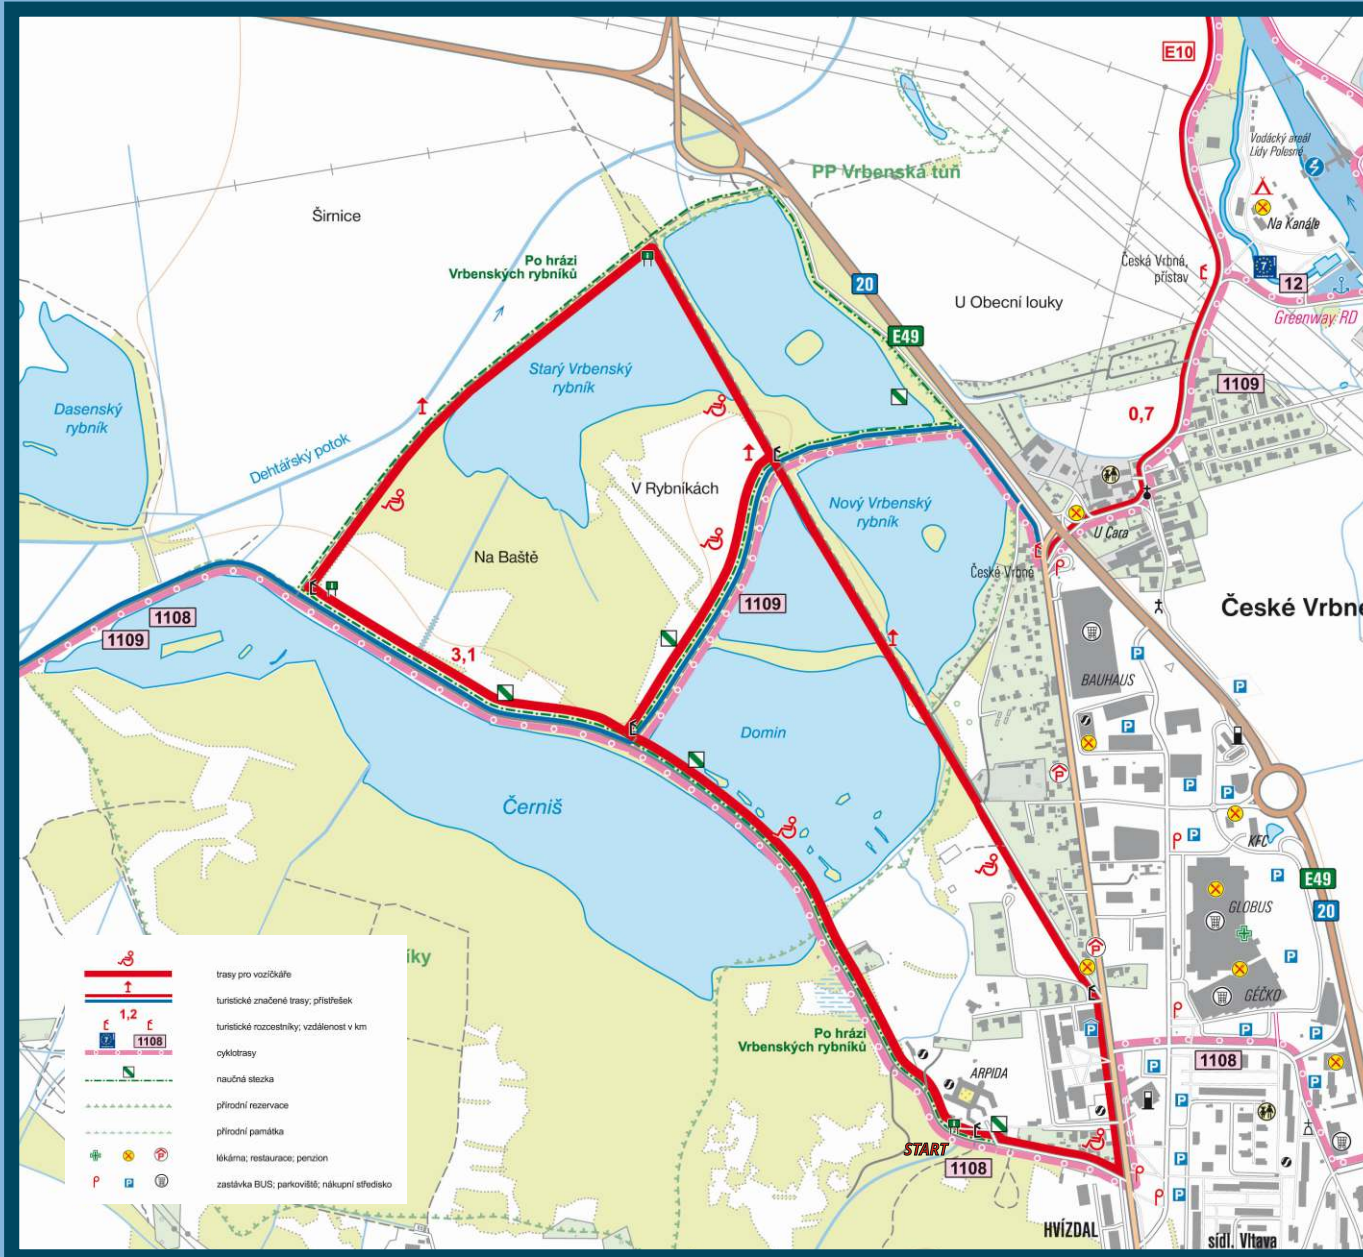 E10
Vodácký areál
Lídy Polesné
Na Kanále
PP Vrbenská tůň
Širnice
Po hrázi
Vrbenských rybníků
Česká Vrbná,
přístav
7
12
20
U Obecní louky
Greenway RD
E49
Starý Vrbenský
rybník
1109
Dasenský
rybník
0,7
Dehtářský potok
V Rybníkách
Nový Vrbenský
rybník
U Čara
Na Baště
České Vrbné
1109
České Vrbné
1108
1109
3,1
BAUHAUS
Domin
Černiš
KFC
E49
GLOBUS
20
íky
GÉČKO
trasy pro vozíčkáře
turistické značené trasy; přístřešek
1,2
turistické rozcestníky; vzdálenost v km
7
1108
cyklotrasy
naučná stezka
přírodní rezervace
přírodní památka
lékárna; restaurace; penzion
zastávka BUS; parkoviště; nákupní středisko
Po hrázi
Vrbenských rybníků
1108
ARPIDA
START
1108
HVÍZDAL
sídl. Vltava